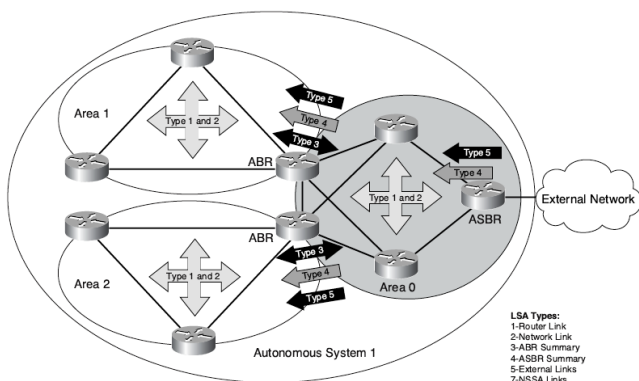 Type 5
Type 4
Type 3
Area 1
Type 1 and 2
ABR
Type 5
Type 4
Type 1 and 2
ASBR
External Network
ABR
Type 3
Type 4
Type 5
Area 2
Type 1 and 2
Area 0
Autonomous System 1
LSA Types:
1-Router Link
2-Network Link
3-ABR Summary
4-ASBR Summary
5-External Links
7-NSSA Links